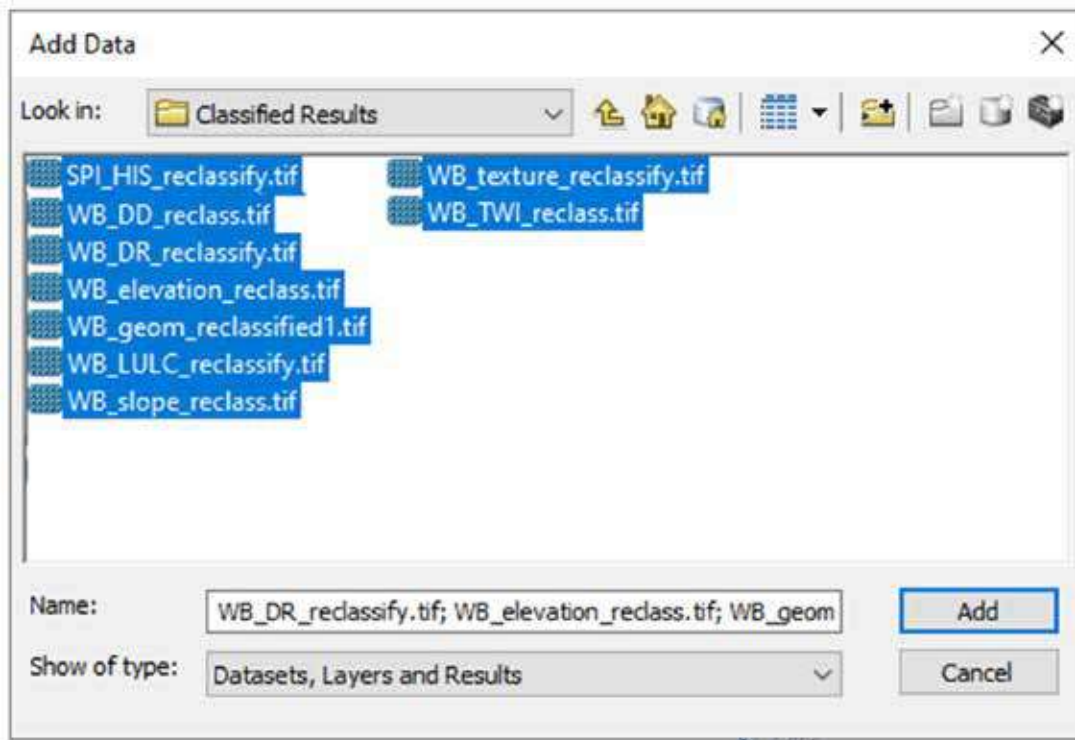 Add Data
Look in:
Classified Results
SPI_HIS_reclassify.tif
WB_DD_reclass.tif
WB_DR_reclassify.tif
WB_elevation_reclass.tif
WB_geom_reclassified1.tif
WB_LULC_reclassify.tif
WB_slope_reclass.tif
WB_texture_reclassify.tif
WB_TWI_reclass.tif
Name:
WB_DR_reclassify.tif; WB_elevation_reclass.tif; WB_geom
Add
Show of type:
Datasets, Layers and Results
Cancel